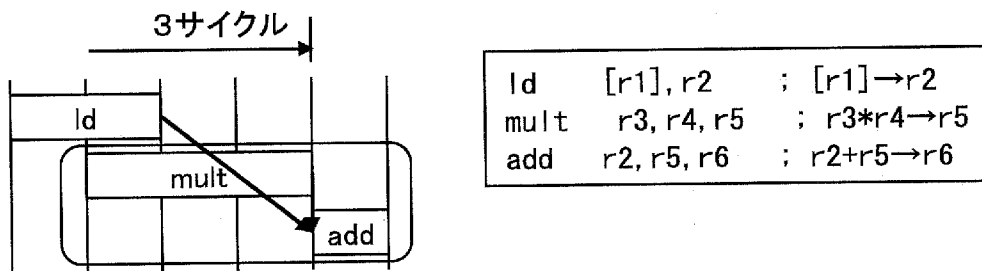 3サイクル
ld
mult
add
ld [r1],r2 ; [r1]→r2
mult r3,r4,r5 ; r3*r4→r5
add r2,r5,r6 ; r2+r5→r6